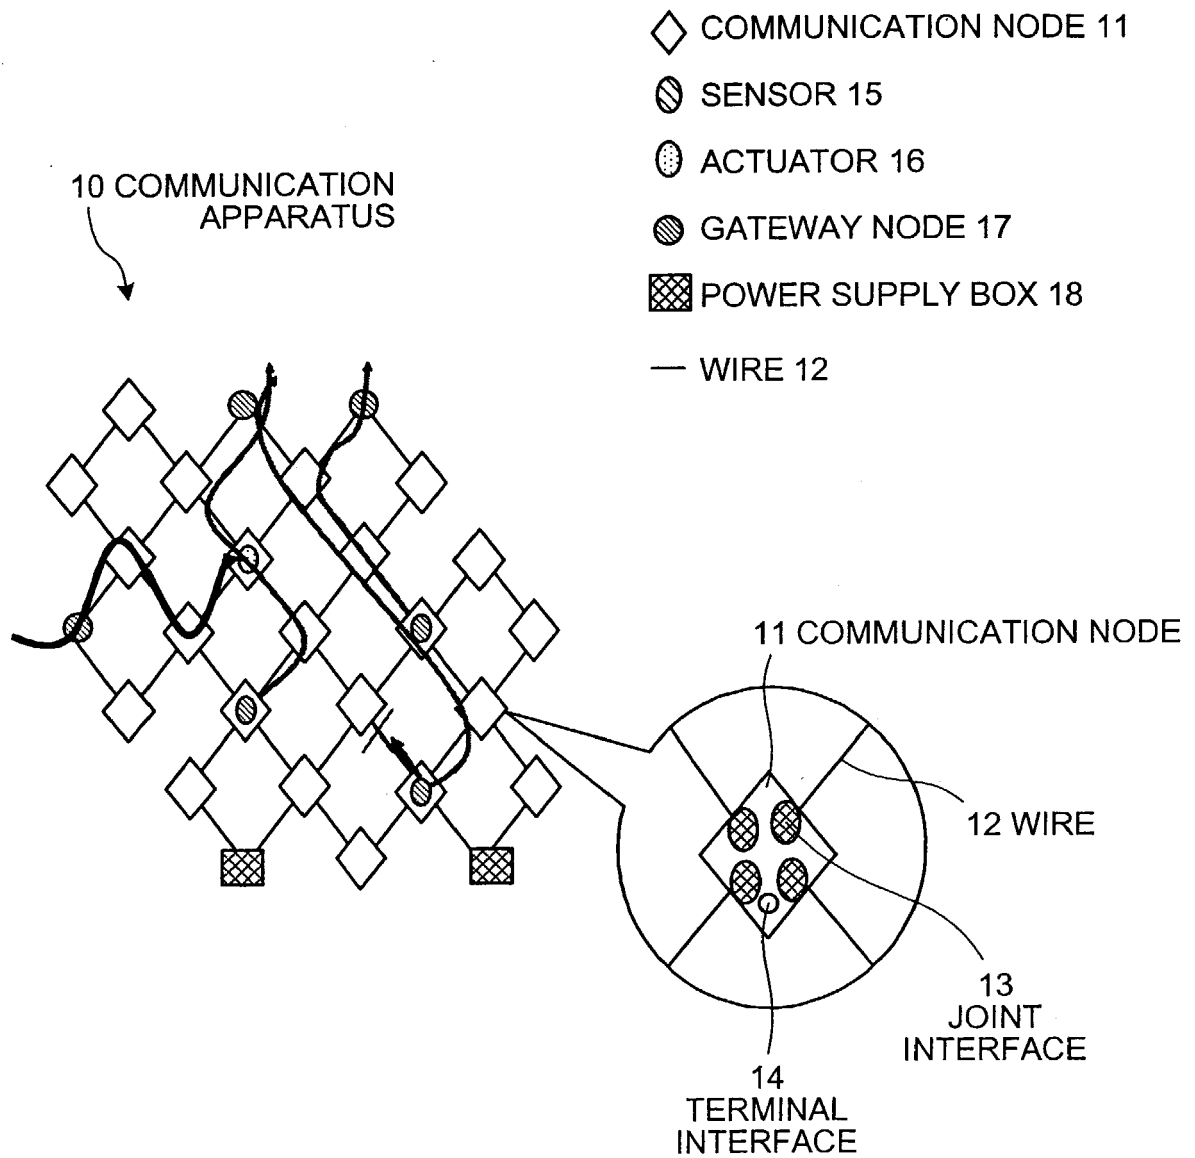 COMMUNICATION NODE 11
SENSOR 15
ACTUATOR 16
GATEWAY NODE 17
POWER SUPPLY BOX 18
WIRE 12
10 COMMUNICATION
APPARATUS
11 COMMUNICATION NODE
12 WIRE
13
JOINT
INTERFACE
14
TERMINAL
INTERFACE